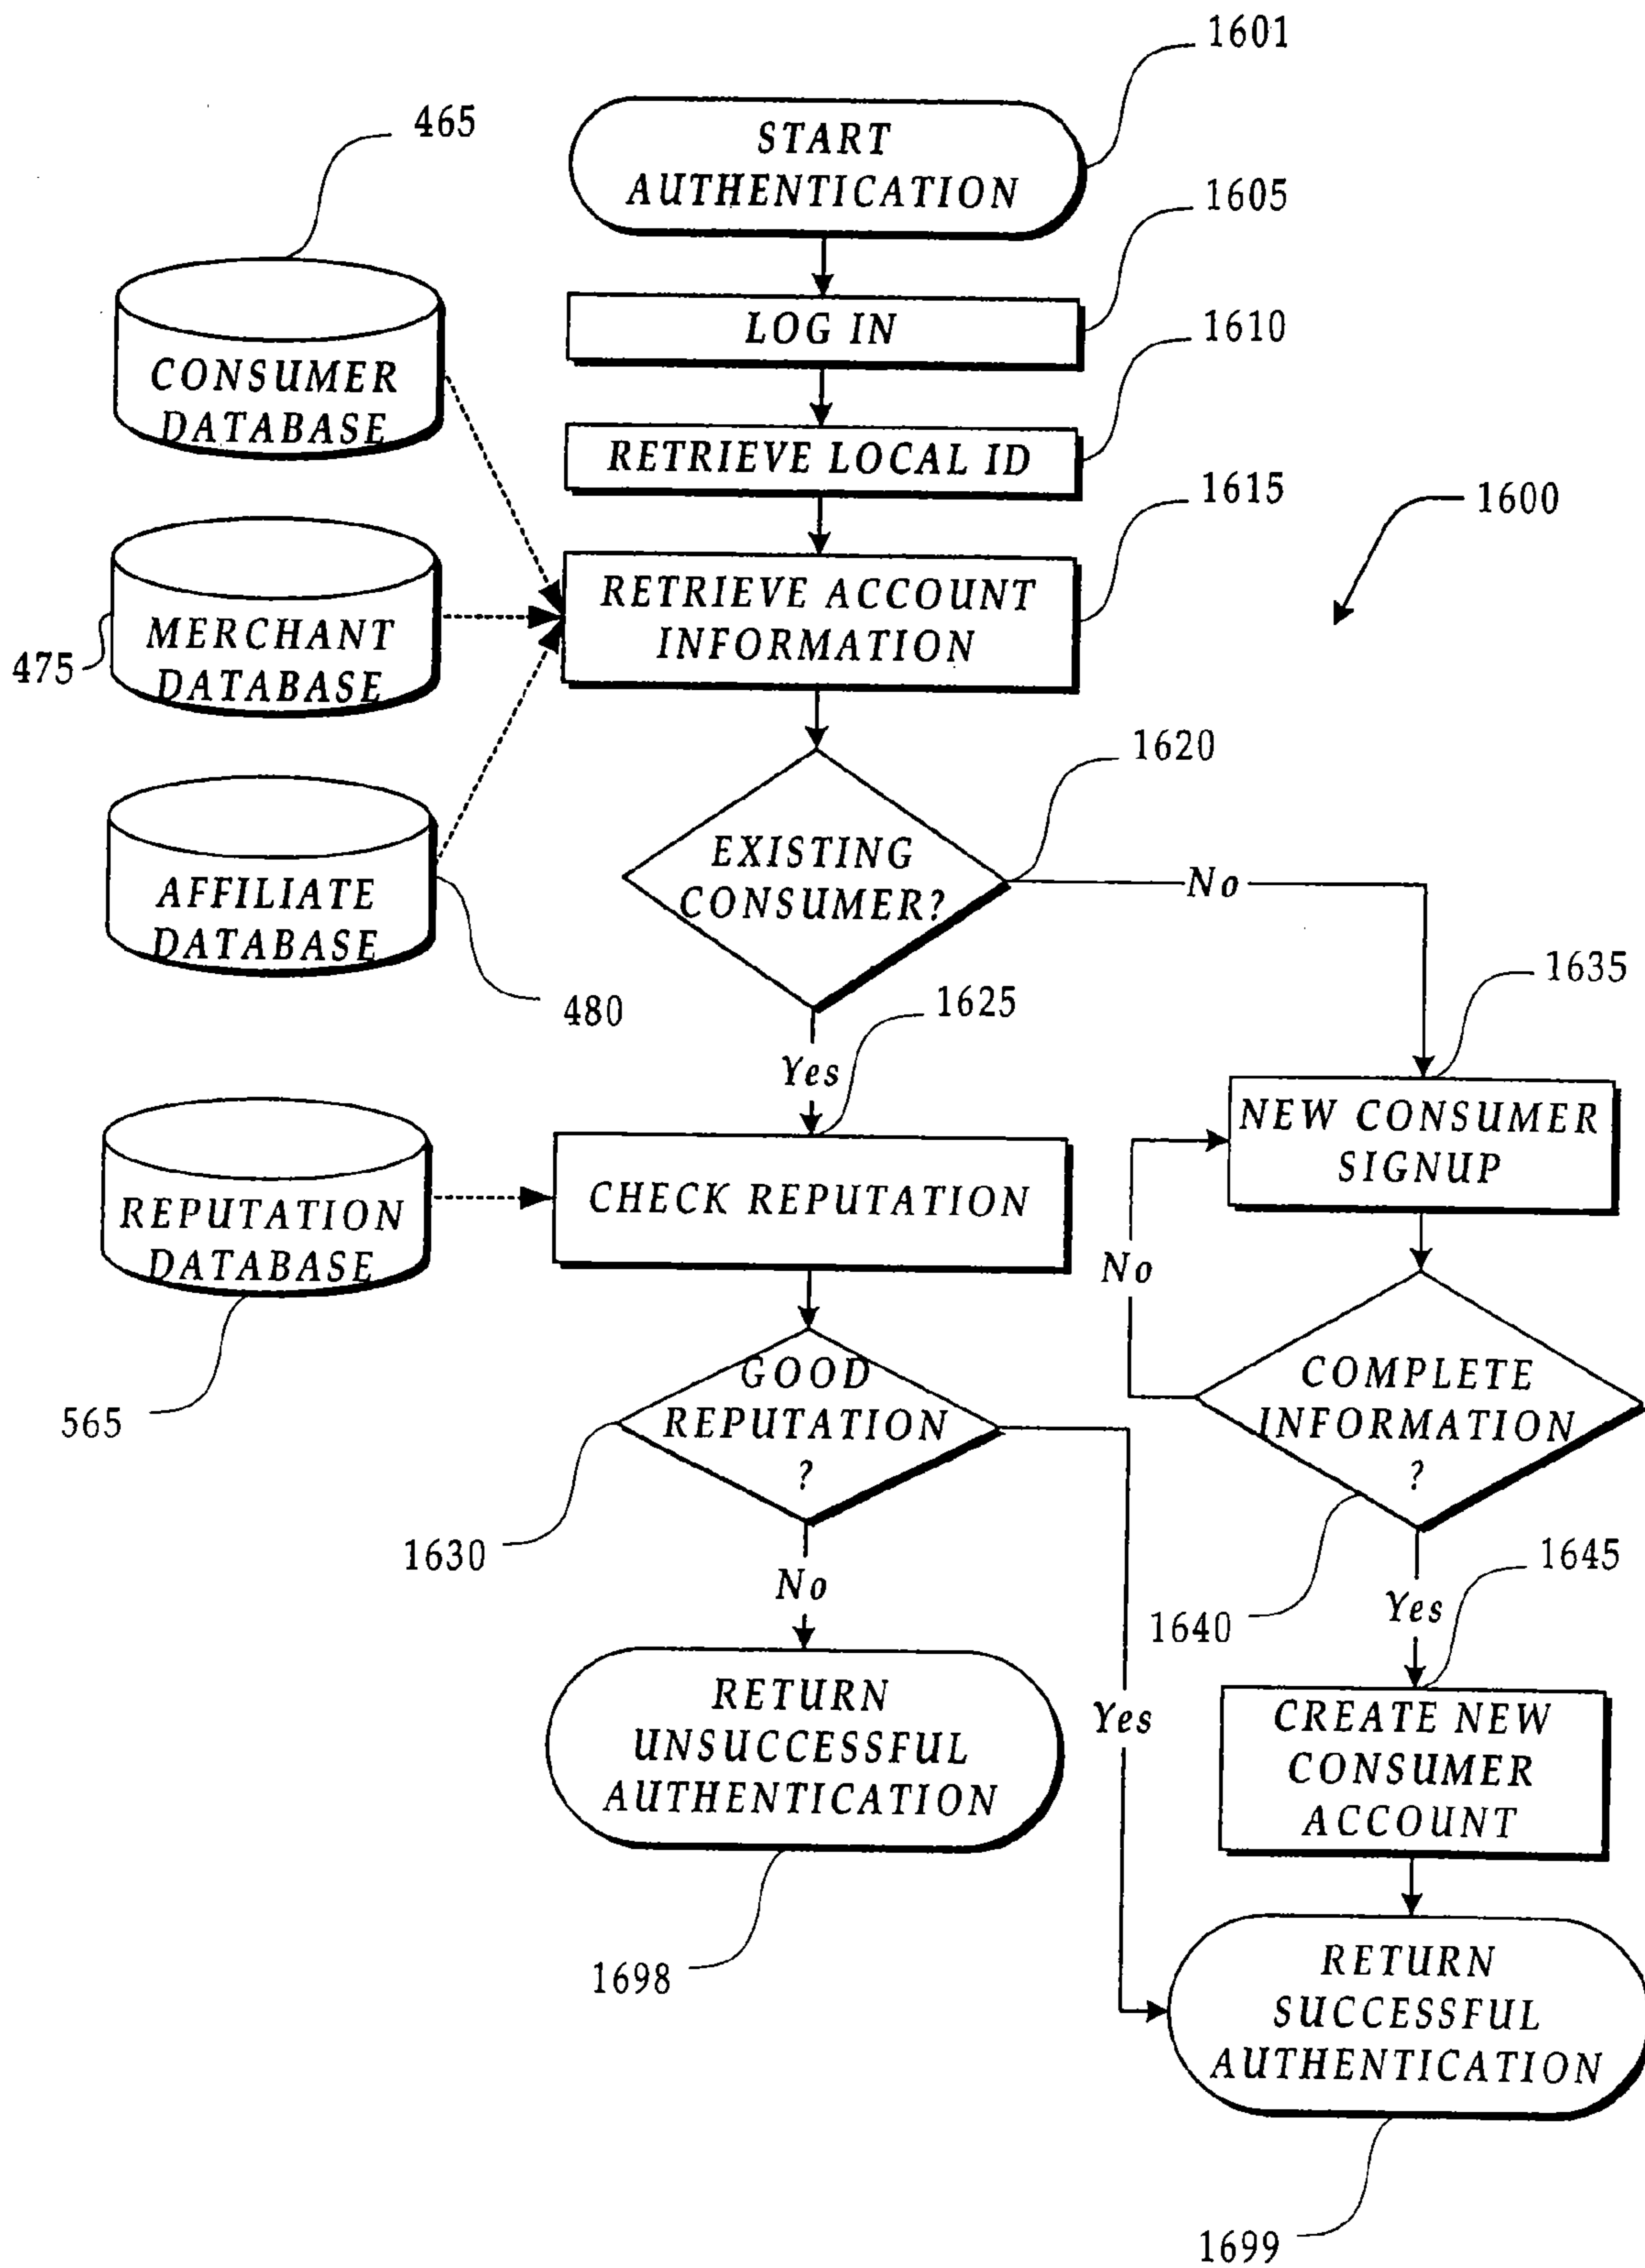 1601
START
AUTHENTICATION
465
1605
LOG IN
1610
CONSUMER
DATABASE
RETRIEVE LOCAL ID
1615
1600
RETRIEVE ACCOUNT
INFORMATION
MERCHANT
DATABASE
475
1620
EXISTING
CONSUMER?
No
AFFILIATE
DATABASE
480
1625
1635
Yes
NEW CONSUMER
SIGNUP
CHECK REPUTATION
REPUTATION
DATABASE
No
565
GOOD
REPUTATION
?
COMPLETE
INFORMATION
?
1630
No
1645
1640
Yes
RETURN
UNSUCCESSFUL
AUTHENTICATION
Yes
CREATE NEW
CONSUMER
ACCOUNT
1698
RETURN
SUCCESSFUL
AUTHENTICATION
1699